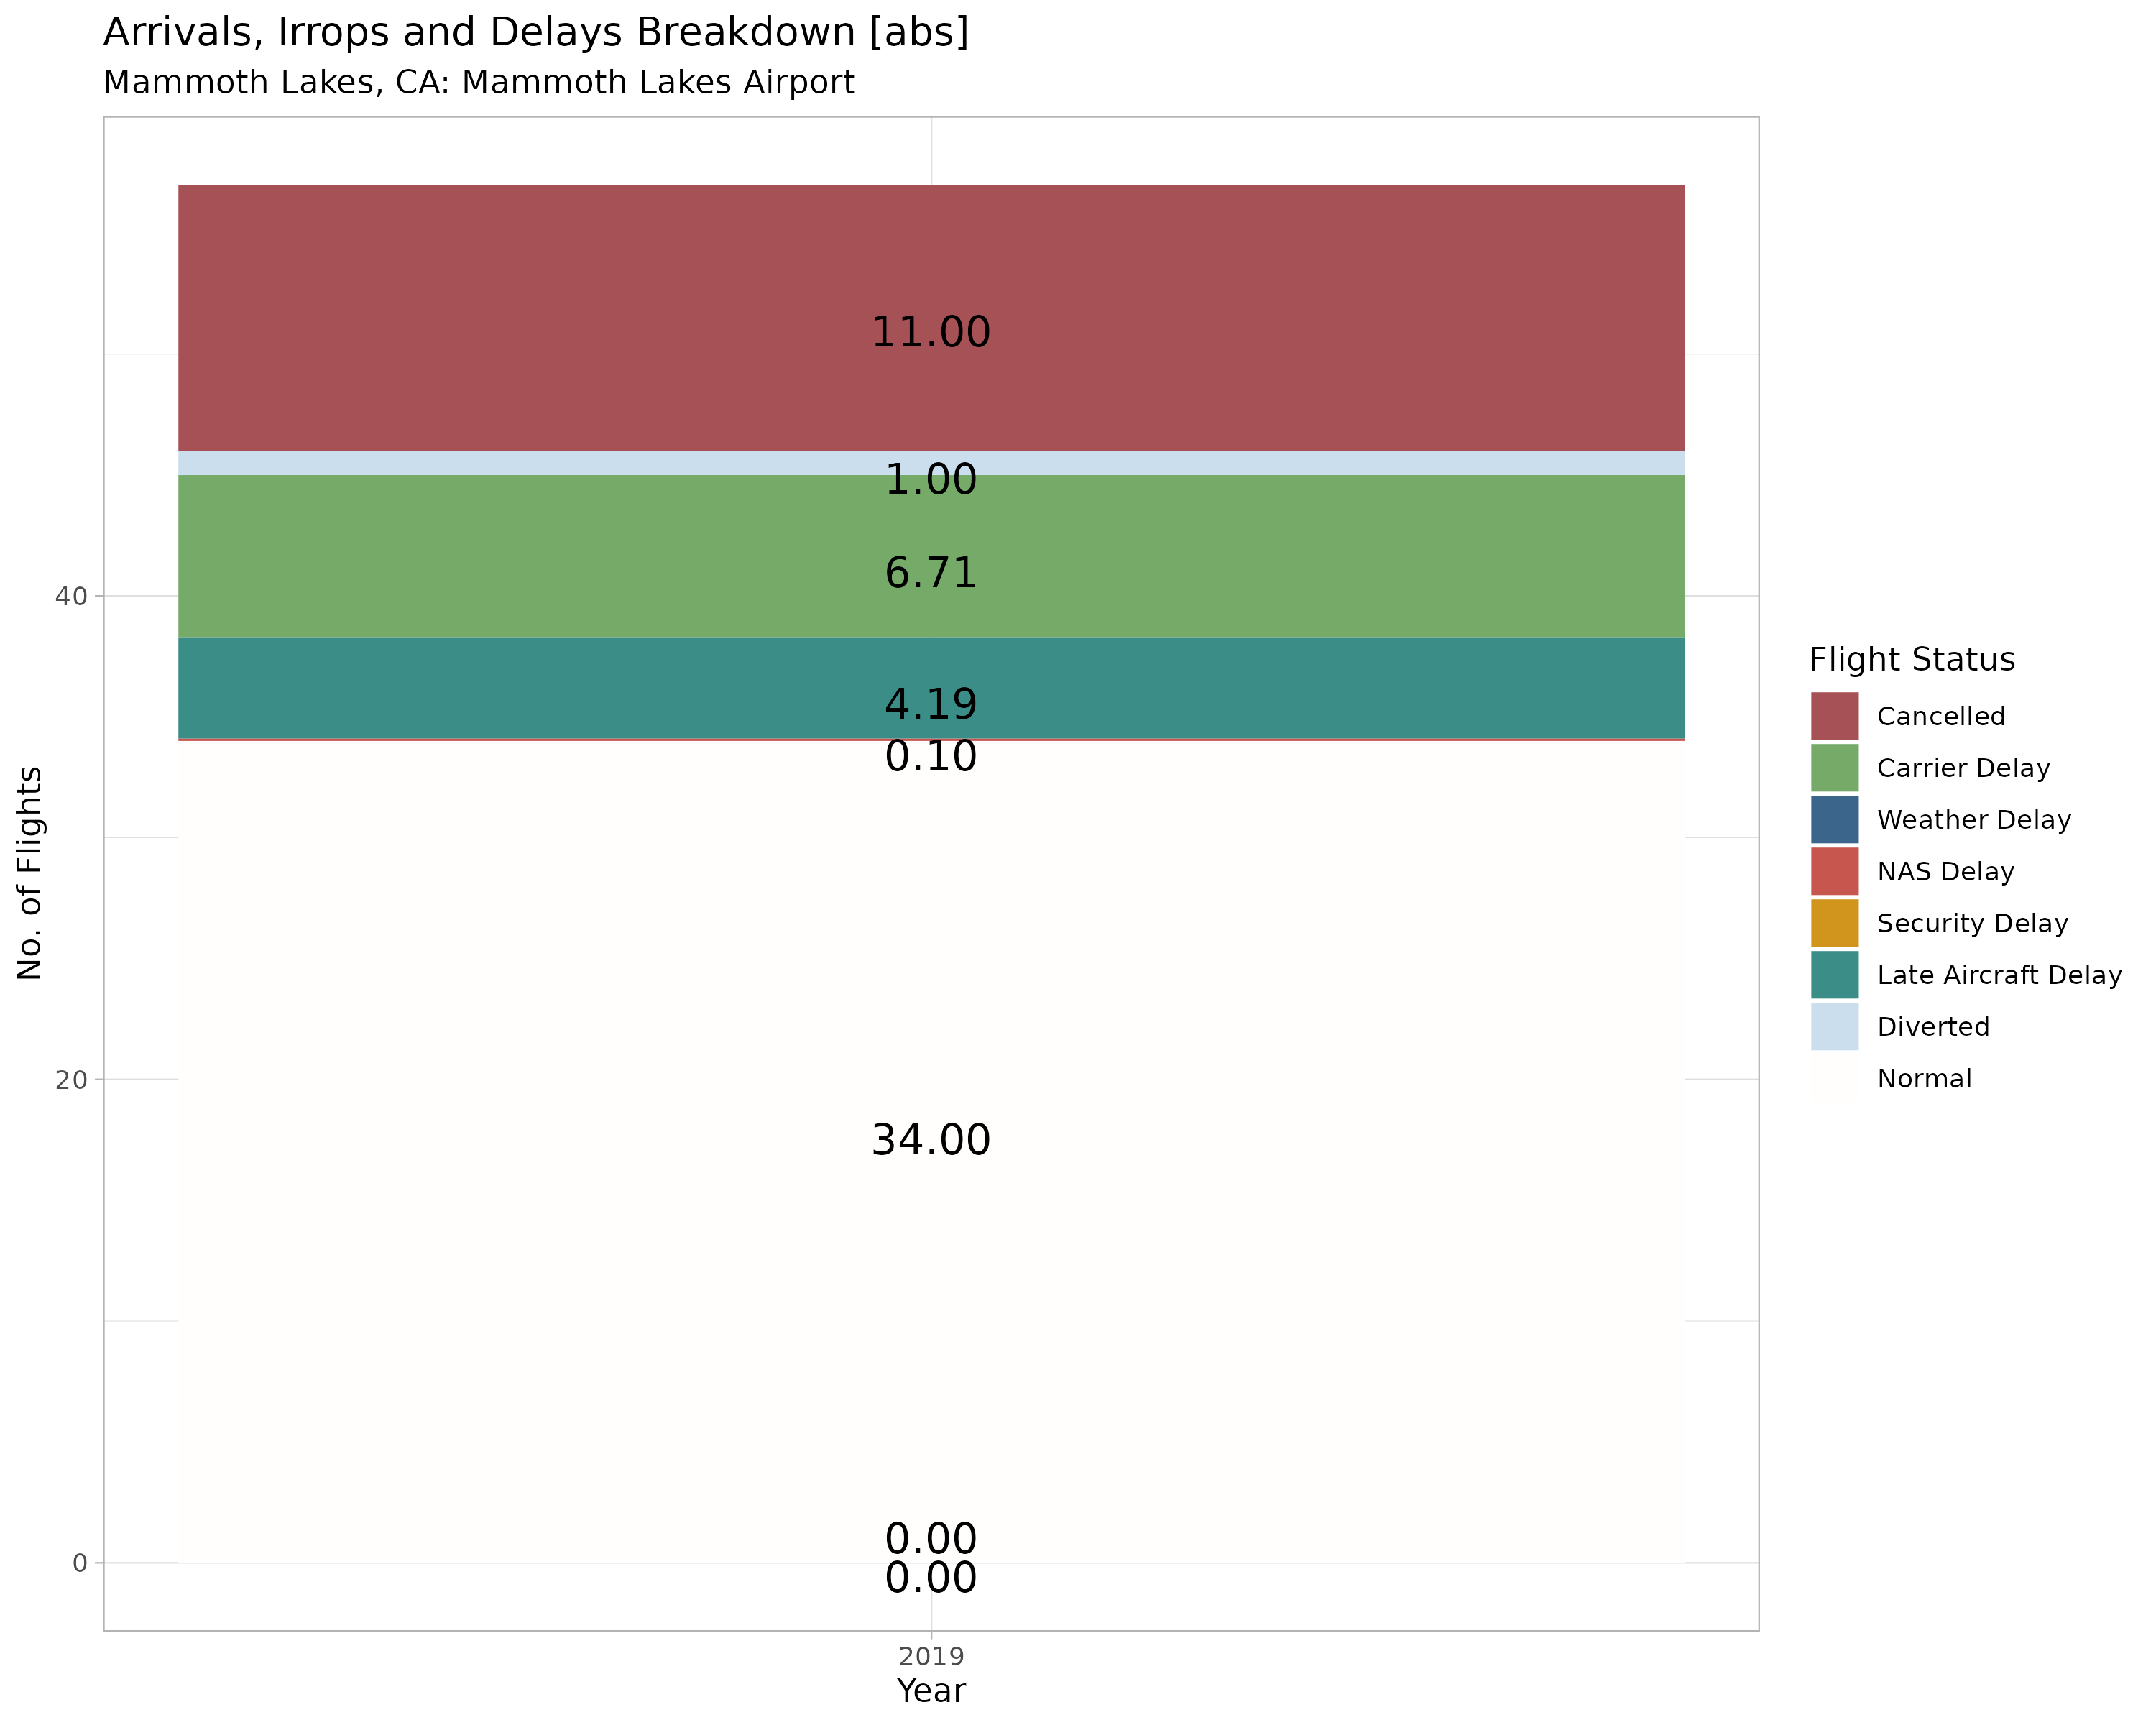 Arrivals, Irrops and Delays Breakdown [abs]
Mammoth Lakes, CA: Mammoth Lakes Airport
11.00
1.00
6.71
4.19
0.10
34.00
0.00
0.00
40
20
0
No. of Flights
2019
Year
Flight Status
Cancelled
Carrier Delay
Weather Delay
NAS Delay
Security Delay
Late Aircraft Delay
Diverted
Normal